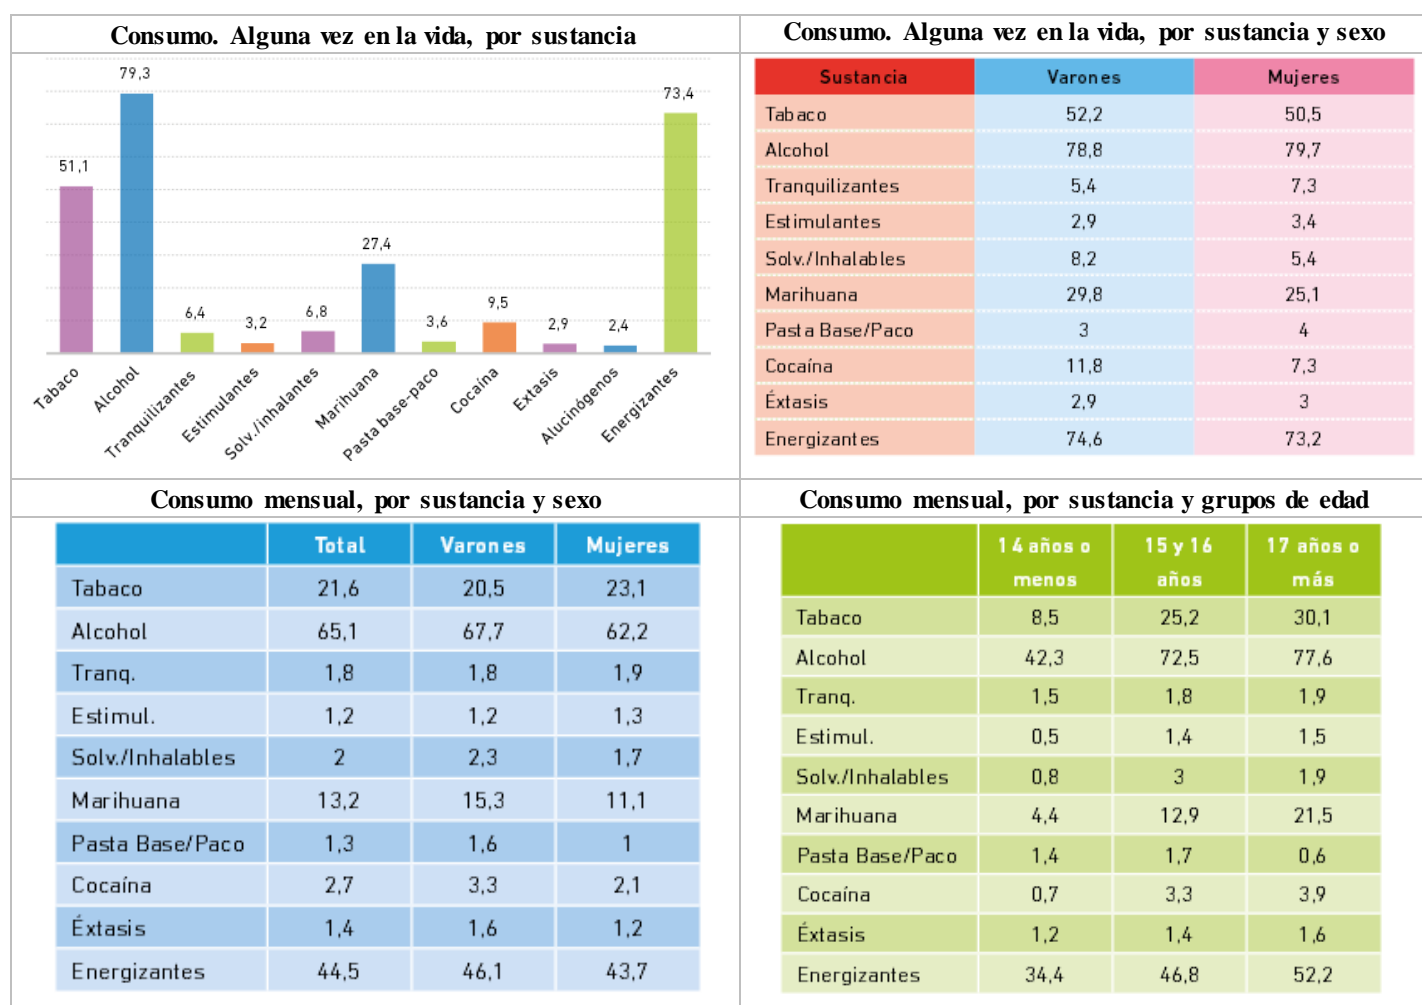 Consumo. Alguna vez en la vida, por sustancia
79,3
73,4
51,1
27,4
9,5
6,4
6,8
3,2
3,6
2,9
2,4
Tabaco
Alcohol
Tranquilizantes
Estimulantes
Solv./inhalantes
Marihuana
Pasta base-paco
Cocaína
Extasis
Alucinógenos
Energizantes
Consumo. Alguna vez en la vida, por sustancia y sexo
Sustancia Varones Mujeres
Tabaco 52,2 50,5
Alcohol 78,8 79,7
Tranquilizantes 5,4 7,3
Estimulantes 2,9 3,4
Solv./Inhalables 8,2 5,4
Marihuana 29,8 25,1
Pasta Base/Paco 3 4
Cocaína 11,8 7,3
Éxtasis 2,9 3
Energizantes 74,6 73,2
Consumo mensual, por sustancia y sexo
Total Varones Mujeres
Tabaco 21,6 20,5 23,1
Alcohol 65,1 67,7 62,2
Tranq. 1,8 1,8 1,9
Estimul. 1,2 1,2 1,3
Solv./Inhalables 2 2,3 1,7
Marihuana 13,2 15,3 11,1
Pasta Base/Paco 1,3 1,6 1
Cocaína 2,7 3,3 2,1
Éxtasis 1,4 1,6 1,2
Energizantes 44,5 46,1 43,7
Consumo mensual, por sustancia y grupos de edad
14 años o 15 y 16 17 años o
menos años más
Tabaco 8,5 25,2 30,1
Alcohol 42,3 72,5 77,6
Tranq. 1,5 1,8 1,9
Estimul. 0,5 1,4 1,5
Solv./Inhalables 0,8 3 1,9
Marihuana 4,4 12,9 21,5
Pasta Base/Paco 1,4 1,7 0,6
Cocaína 0,7 3,3 3,9
Éxtasis 1,2 1,4 1,6
Energizantes 34,4 46,8 52,2